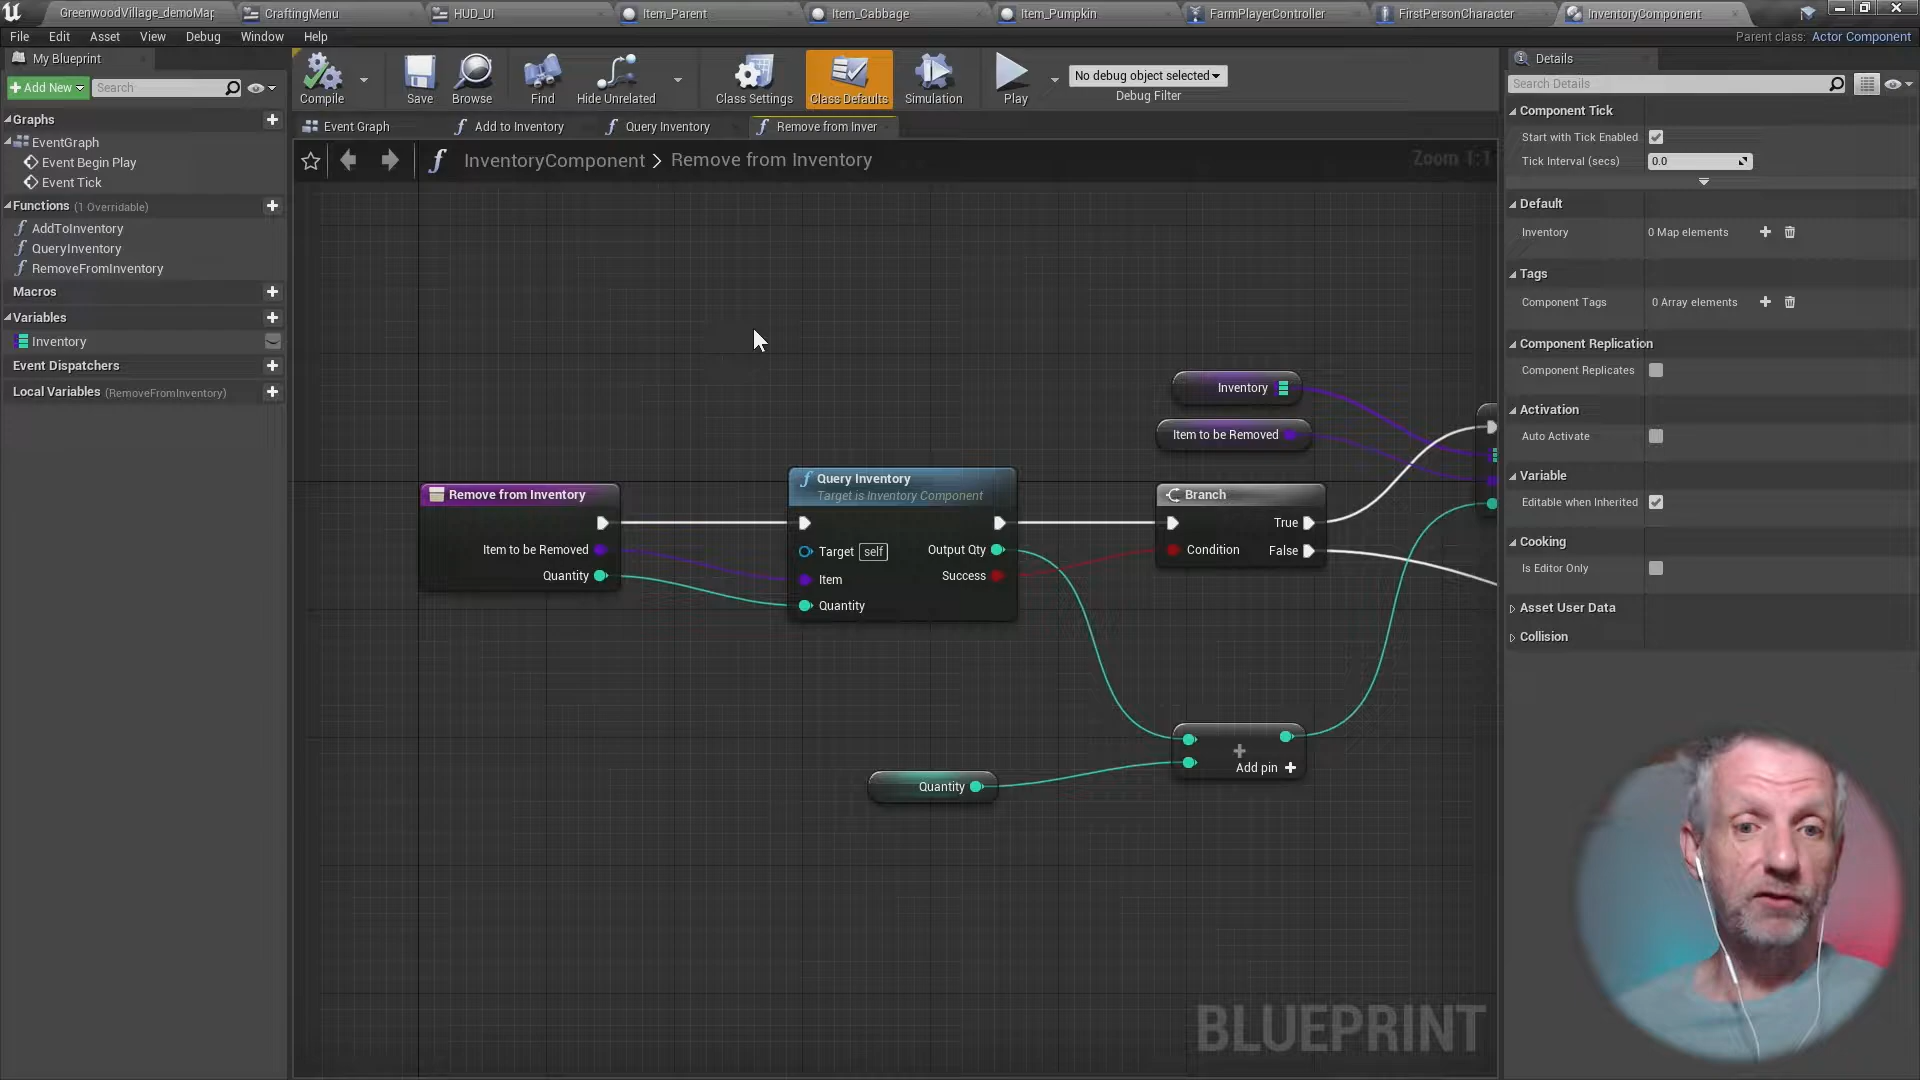 GreenwoodVillage_demoMap
CraftingMenu
HUD_UI
Item_Parent
Item_Cabbage
Item_Pumpkin
FarmPlayerController
FirstPersonCharacter
InventoryComponent
File Edit Asset View Debug Window Help
Parent class: Actor Component
My Blueprint
Add New
Search
Compile
Save
Browse
Find
Hide Unrelated
Class Settings
Class Defaults
Simulation
Play
No debug object selected
Debug Filter
Details
Search Details
Graphs
EventGraph
Event Begin Play
Event Tick
Functions (1 Overridable)
AddToInventory
QueryInventory
RemoveFromInventory
Macros
Variables
Inventory
Event Dispatchers
Local Variables (RemoveFromInventory)
Event Graph
Add to Inventory
Query Inventory
Remove from Inver
InventoryComponent > Remove from Inventory
Zoom 1:1
Inventory
Item to be Removed
Remove from Inventory
Item to be Removed
Quantity
Query Inventory
Target is Inventory Component
Target self
Item
Quantity
Output Qty
Success
Branch
Condition
True
False
Add pin
Quantity
BLUEPRINT
Component Tick
Start with Tick Enabled
Tick Interval (secs) 0.0
Default
Inventory 0 Map elements
Tags
Component Tags 0 Array elements
Component Replication
Component Replicates
Activation
Auto Activate
Variable
Editable when Inherited
Cooking
Is Editor Only
Asset User Data
Collision